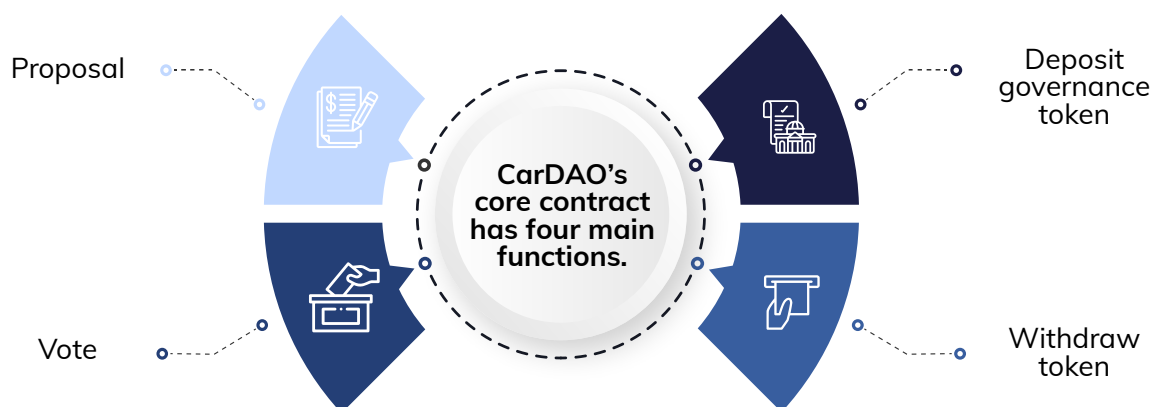 Proposal
Deposit
governance
token
CarDAO’s
core contract
has four main
functions.
Vote
Withdraw
token